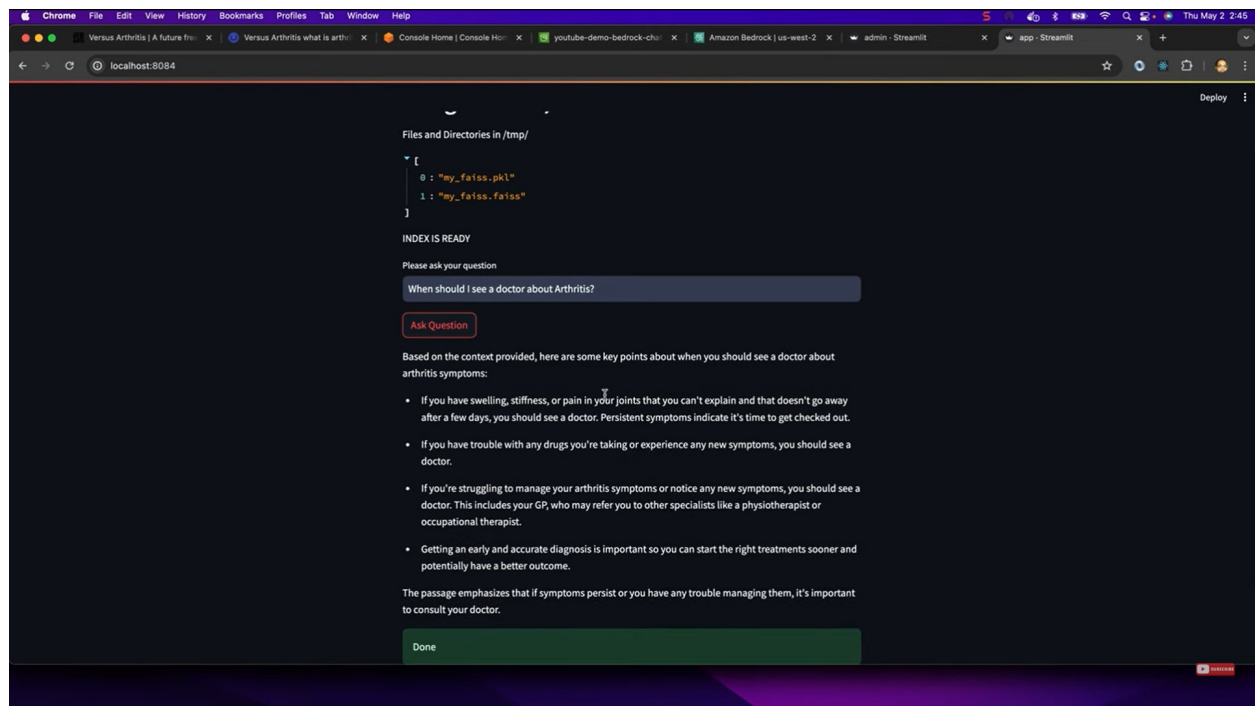 Chrome File Edit View History Bookmarks Profiles Tab Window Help Thu May 2 2:45
Versus Arthritis | A future fre
Versus Arthritis what is arthr
Console Home | Console Hom
youtube-demo-bedrock-cha
Amazon Bedrock | us-west-2
admin · Streamlit
app · Streamlit
localhost:8084
Deploy
Files and Directories in /tmp/
[
0 : "my_faiss.pkl"
1 : "my_faiss.faiss"
]
INDEX IS READY
Please ask your question
When should I see a doctor about Arthritis?
Ask Question
Based on the context provided, here are some key points about when you should see a doctor about
arthritis symptoms:
• If you have swelling, stiffness, or pain in your joints that you can't explain and that doesn't go away
after a few days, you should see a doctor. Persistent symptoms indicate it's time to get checked out.
• If you have trouble with any drugs you're taking or experience any new symptoms, you should see a
doctor.
• If you're struggling to manage your arthritis symptoms or notice any new symptoms, you should see a
doctor. This includes your GP, who may refer you to other specialists like a physiotherapist or
occupational therapist.
• Getting an early and accurate diagnosis is important so you can start the right treatments sooner and
potentially have a better outcome.
The passage emphasizes that if symptoms persist or you have any trouble managing them, it's important
to consult your doctor.
Done
SUBSCRIBE